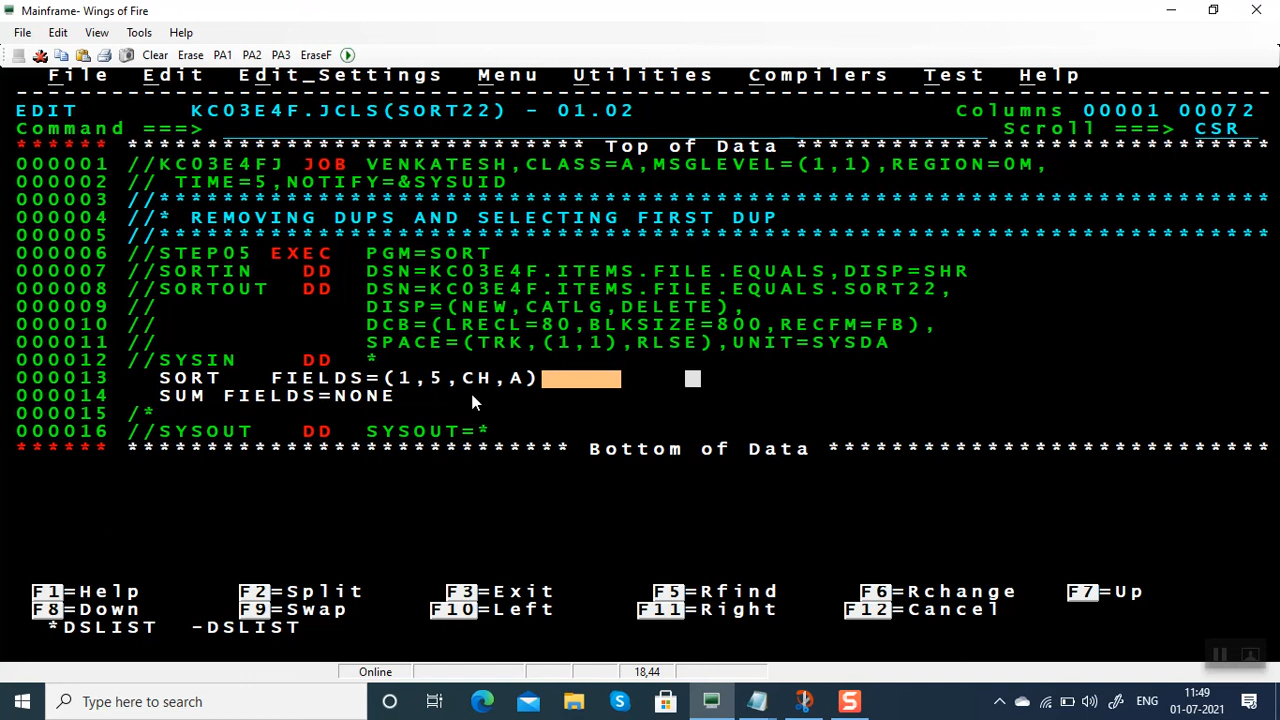 Mainframe- Wings of Fire
File Edit View Tools Help
Clear Erase PA1 PA2 PA3 EraseF
File Edit Edit_Settings Menu Utilities Compilers Test Help
EDIT KC03E4F.JCLS(SORT22) - 01.02 Columns 00001 00072
Command ===> Scroll ===> CSR
****** ***************************** Top of Data ******************************
000001 //KC03E4FJ JOB VENKATESH,CLASS=A,MSGLEVEL=(1,1),REGION=0M,
000002 // TIME=5,NOTIFY=&SYSUID
000003 //**********************************************************************
000004 //* REMOVING DUPS AND SELECTING FIRST DUP
000005 //**********************************************************************
000006 //STEP05 EXEC PGM=SORT
000007 //SORTIN DD DSN=KC03E4F.ITEMS.FILE.EQUALS,DISP=SHR
000008 //SORTOUT DD DSN=KC03E4F.ITEMS.FILE.EQUALS.SORT22,
000009 // DISP=(NEW,CATLG,DELETE),
000010 // DCB=(LRECL=80,BLKSIZE=800,RECFM=FB),
000011 // SPACE=(TRK,(1,1),RLSE),UNIT=SYSDA
000012 //SYSIN DD *
000013 SORT FIELDS=(1,5,CH,A)
000014 SUM FIELDS=NONE
000015 /*
000016 //SYSOUT DD SYSOUT=*
****** **************************** Bottom of Data ****************************
F1=Help F2=Split F3=Exit F5=Rfind F6=Rchange F7=Up
F8=Down F9=Swap F10=Left F11=Right F12=Cancel
*DSLIST -DSLIST
Online 18,44
Type here to search ENG 11:49
01-07-2021